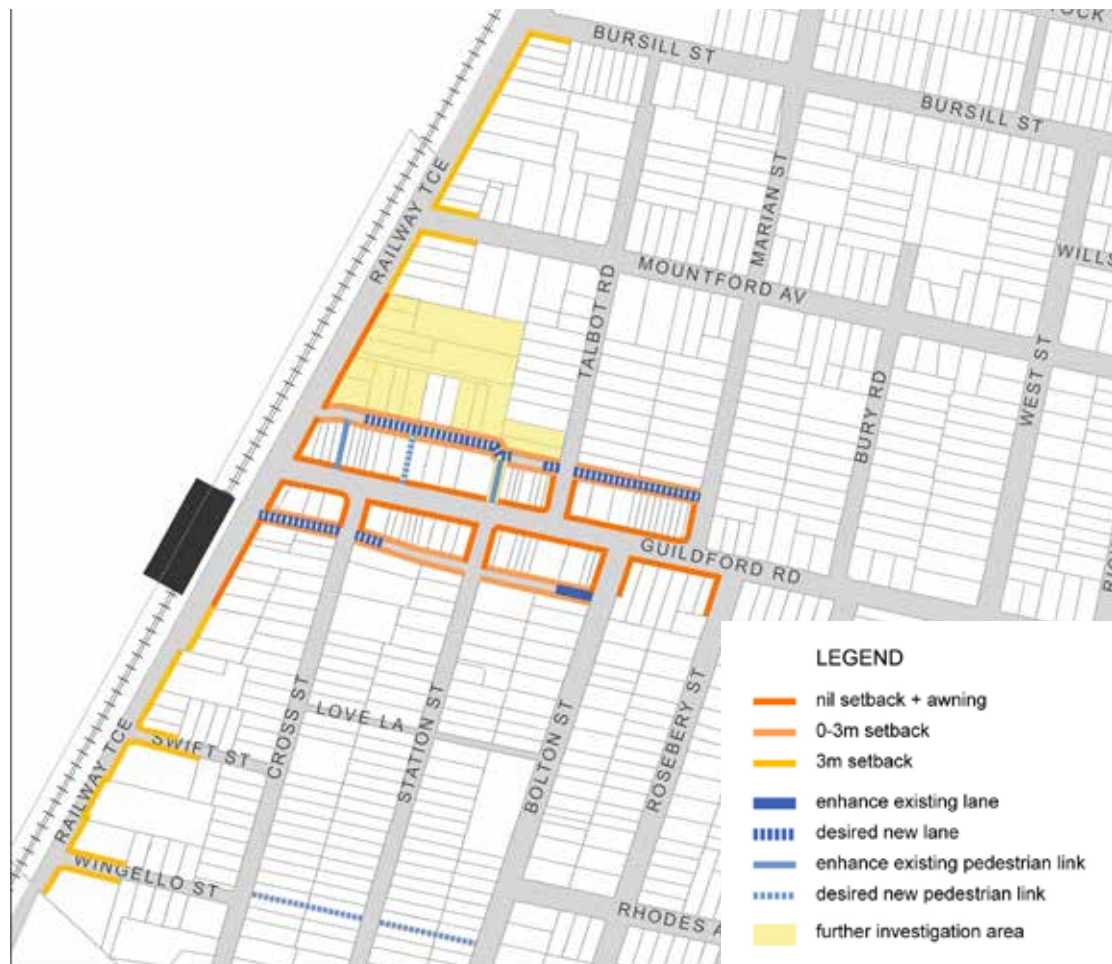 BURSILL ST
BURSILL ST
RAILWAY TCE
MARIAN ST
MOUNTFORD AV
TALBOT RD
WEST ST
BURY RD
GUILDFORD RD
CROSS ST
LOVE LA
STATION ST
BOLTON ST
ROSEBERY ST
SWIFT ST
RAILWAY TCE
WINGELLO ST
RHODES A
LEGEND
nil setback + awning
0-3m setback
3m setback
enhance existing lane
desired new lane
enhance existing pedestrian link
desired new pedestrian link
further investigation area